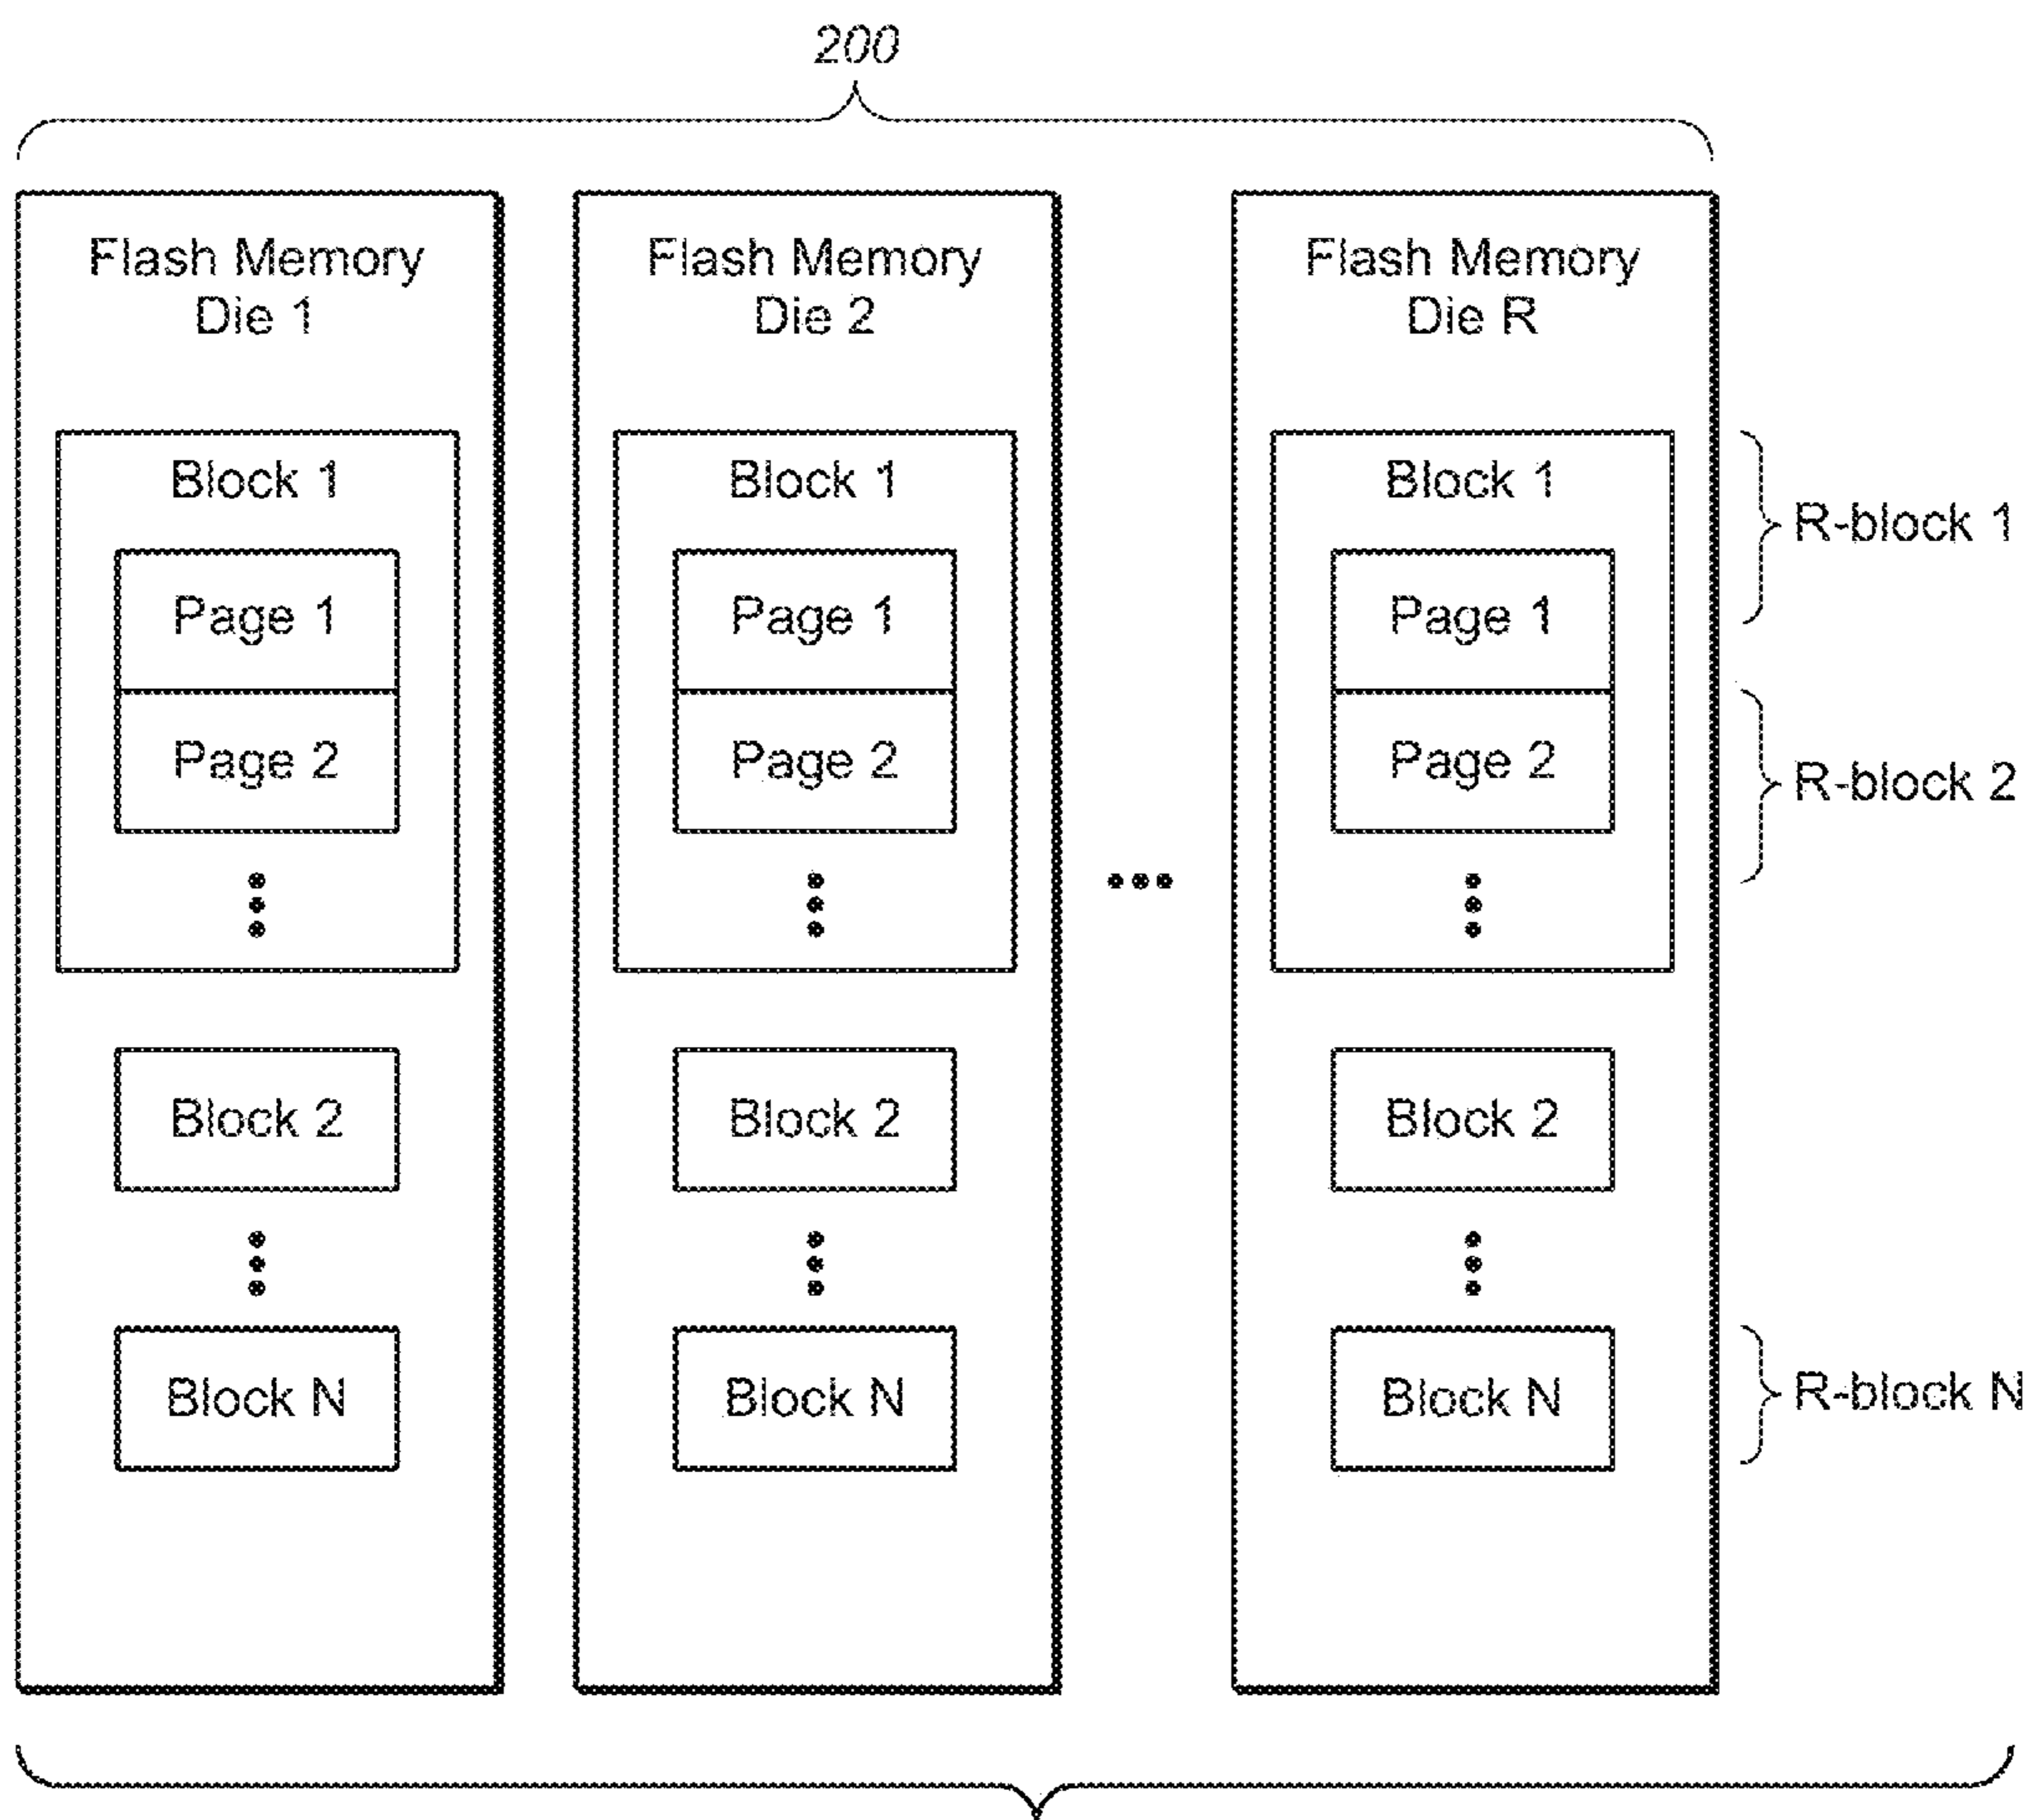 200
Flash Memory
Die 1
Block 1
Page 1
Page 2
Block 2
Block N
Flash Memory
Die 2
Block 1
Page 1
Page 2
Block 2
Block N
Flash Memory
Die R
Block 1
Page 1
Page 2
Block 2
Block N
R-block 1
R-block 2
R-block N